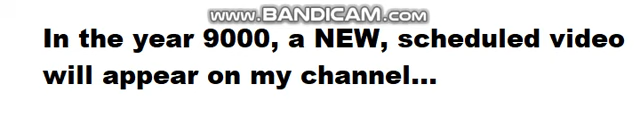 www.BANDICAM.com
In the year 9000, a NEW, scheduled video
will appear on my channel...